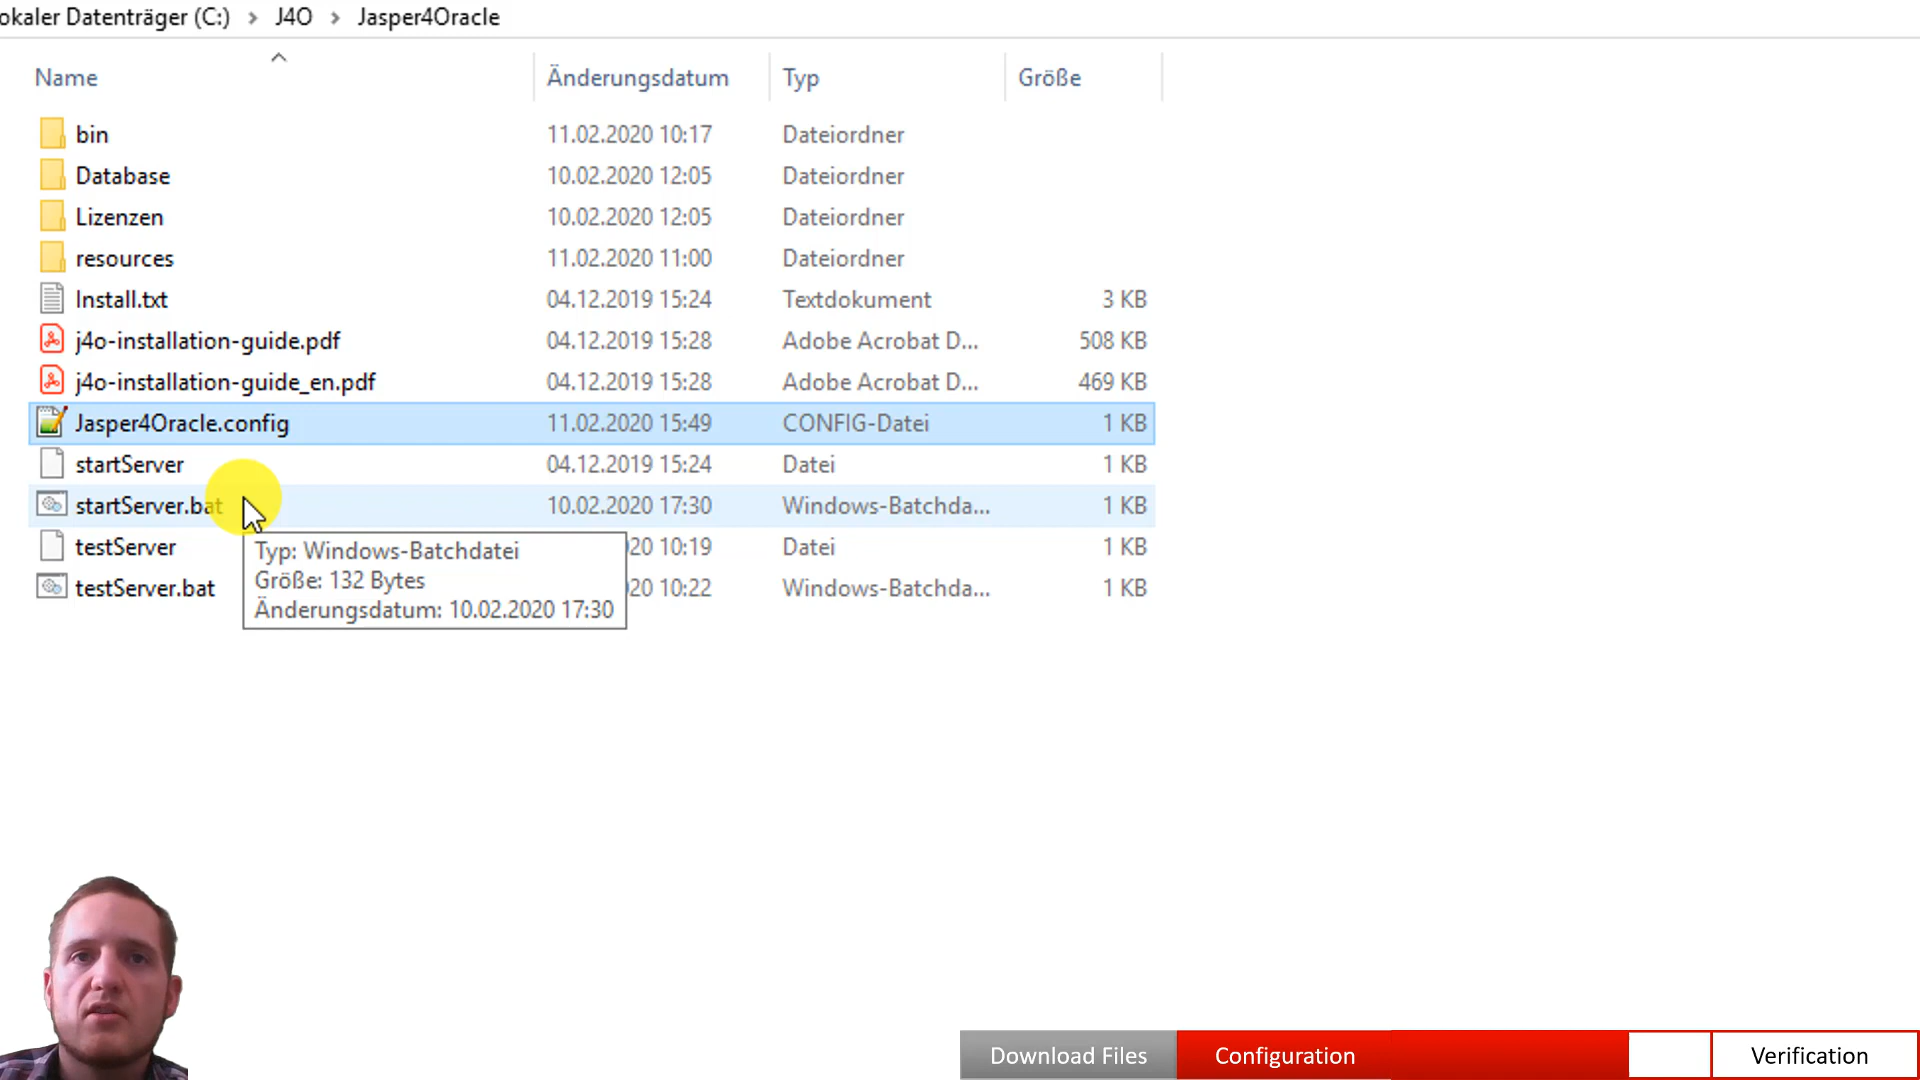 okaler Datenträger (C:) > J4O > Jasper4Oracle
Name Änderungsdatum Typ Größe
bin 11.02.2020 10:17 Dateiordner
Database 10.02.2020 12:05 Dateiordner
Lizenzen 10.02.2020 12:05 Dateiordner
resources 11.02.2020 11:00 Dateiordner
Install.txt 04.12.2019 15:24 Textdokument 3 KB
j4o-installation-guide.pdf 04.12.2019 15:28 Adobe Acrobat D... 508 KB
j4o-installation-guide_en.pdf 04.12.2019 15:28 Adobe Acrobat D... 469 KB
Jasper4Oracle.config 11.02.2020 15:49 CONFIG-Datei 1 KB
startServer 04.12.2019 15:24 Datei 1 KB
startServer.bat 10.02.2020 17:30 Windows-Batchda... 1 KB
testServer 20 10:19 Datei 1 KB
testServer.bat 20 10:22 Windows-Batchda... 1 KB
Typ: Windows-Batchdatei
Größe: 132 Bytes
Änderungsdatum: 10.02.2020 17:30
Download Files Configuration Verification